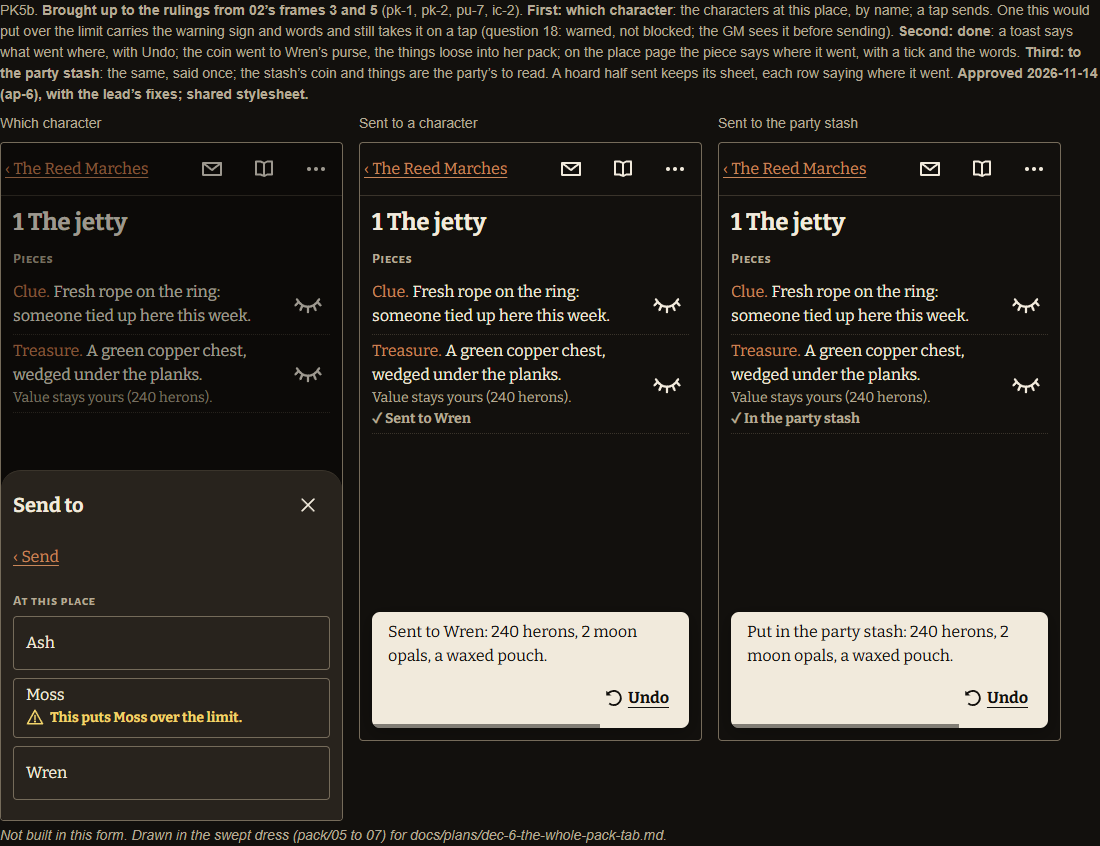 PK5b. Brought up to the rulings from 02's frames 3 and 5 (pk-1, pk-2, pu-7, ic-2). First: which character: the characters at this place, by name; a tap sends. One this would
put over the limit carries the warning sign and words and still takes it on a tap (question 18: warned, not blocked; the GM sees it before sending). Second: done: a toast says
what went where, with Undo; the coin went to Wren's purse, the things loose into her pack; on the place page the piece says where it went, with a tick and the words. Third: to
the party stash: the same, said once; the stash's coin and things are the party's to read. A hoard half sent keeps its sheet, each row saying where it went. Approved 2026-11-14
(ap-6), with the lead's fixes; shared stylesheet.
Which character
‹ The Reed Marches
1 The jetty
Pieces
Clue. Fresh rope on the ring:
someone tied up here this week.
Treasure. A green copper chest,
wedged under the planks.
Value stays yours (240 herons).
Send to
‹ Send
At this place
Ash
Moss
This puts Moss over the limit.
Wren
Sent to a character
‹ The Reed Marches
1 The jetty
Pieces
Clue. Fresh rope on the ring:
someone tied up here this week.
Treasure. A green copper chest,
wedged under the planks.
Value stays yours (240 herons).
✓ Sent to Wren
Sent to Wren: 240 herons, 2 moon
opals, a waxed pouch.
Undo
Sent to the party stash
‹ The Reed Marches
1 The jetty
Pieces
Clue. Fresh rope on the ring:
someone tied up here this week.
Treasure. A green copper chest,
wedged under the planks.
Value stays yours (240 herons).
✓ In the party stash
Put in the party stash: 240 herons, 2
moon opals, a waxed pouch.
Undo
Not built in this form. Drawn in the swept dress (pack/05 to 07) for docs/plans/dec-6-the-whole-pack-tab.md.